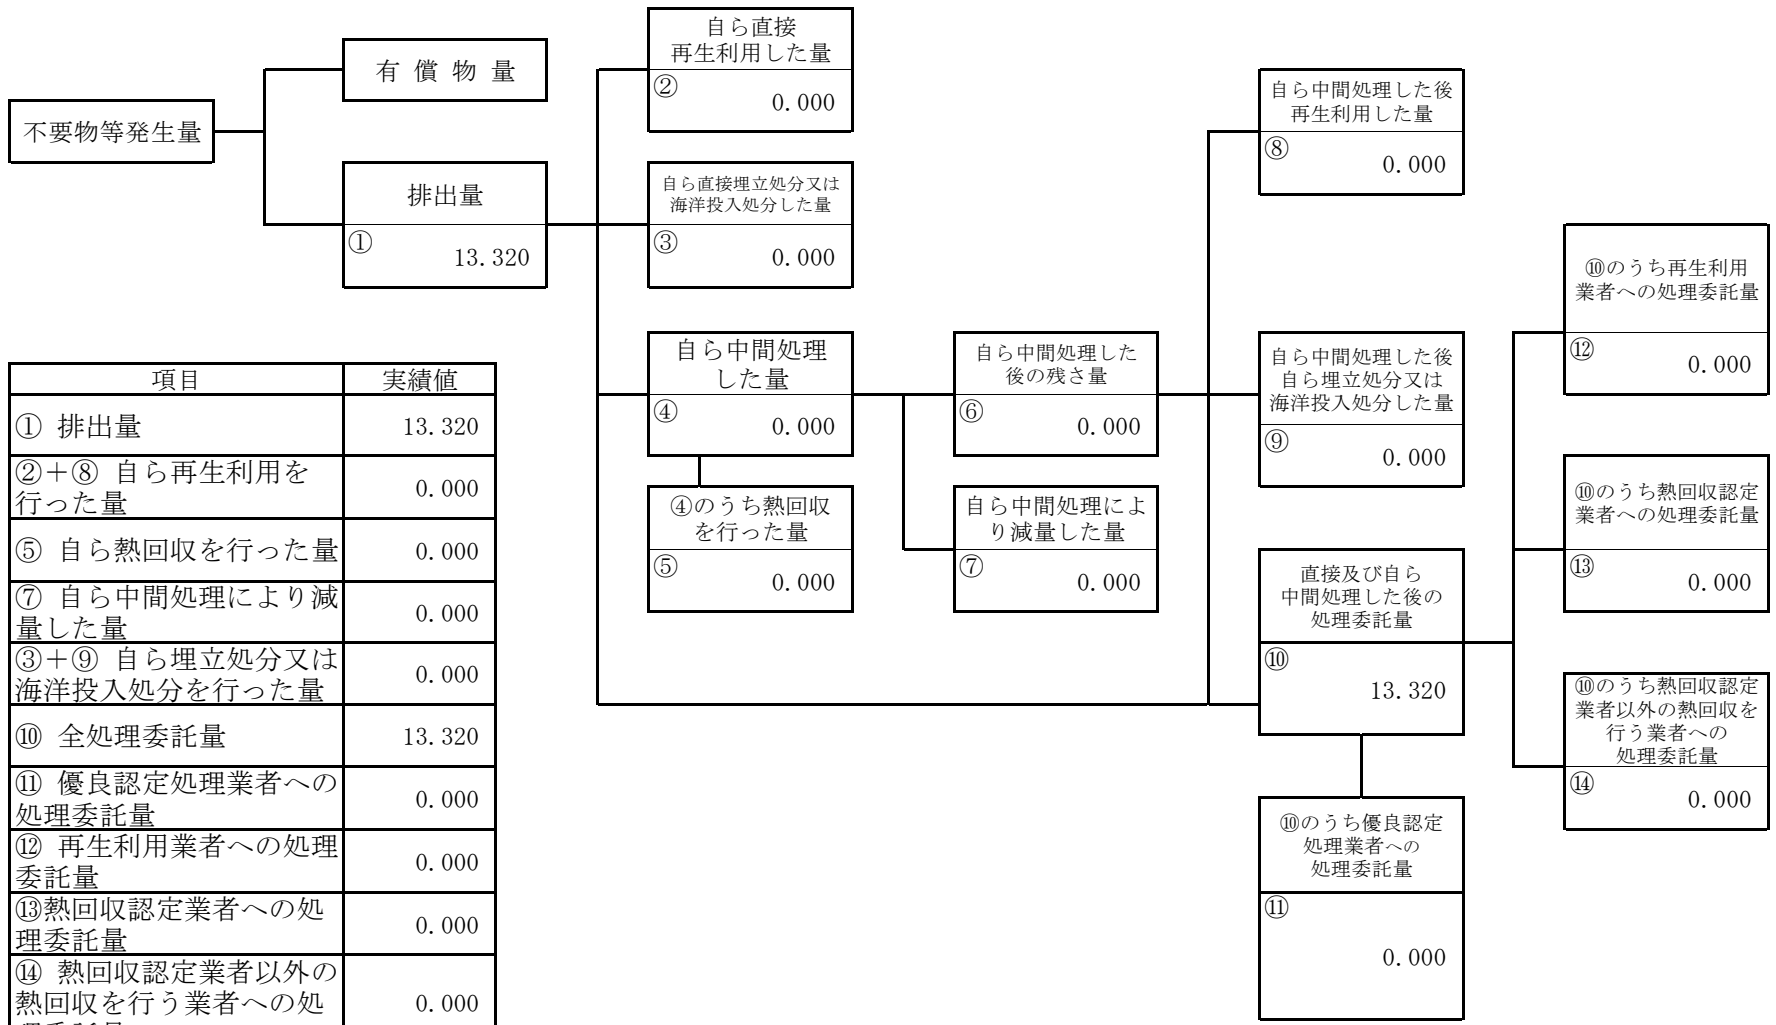 自ら直接
再生利用した量
② 0.000
有 償 物 量
不要物等発生量
排出量
① 13.320
自ら直接埋立処分又は
海洋投入処分した量
③ 0.000
自ら中間処理した後
再生利用した量
⑧ 0.000
自ら中間処理
した量
④ 0.000
④のうち熱回収
を行った量
⑤ 0.000
自ら中間処理した
後の残さ量
⑥ 0.000
自ら中間処理によ
り減量した量
⑦ 0.000
自ら中間処理した後
自ら埋立処分又は
海洋投入処分した量
⑨ 0.000
直接及び自ら
中間処理した後の
処理委託量
⑩ 13.320
⑩のうち優良認定
処理業者への
処理委託量
⑪ 0.000
⑩のうち再生利用
業者への処理委託量
⑫ 0.000
⑩のうち熱回収認定
業者への処理委託量
⑬ 0.000
⑩のうち熱回収認定
業者以外の熱回収を
行う業者への
処理委託量
⑭ 0.000
項目 実績値
① 排出量 13.320
②＋⑧ 自ら再生利用を
行った量 0.000
⑤ 自ら熱回収を行った量 0.000
⑦ 自ら中間処理により減
量した量 0.000
③＋⑨ 自ら埋立処分又は
海洋投入処分を行った量 0.000
⑩ 全処理委託量 13.320
⑪ 優良認定処理業者への
処理委託量 0.000
⑫ 再生利用業者への処理
委託量 0.000
⑬熱回収認定業者への処
理委託量 0.000
⑭ 熱回収認定業者以外の
熱回収を行う業者への処 0.000